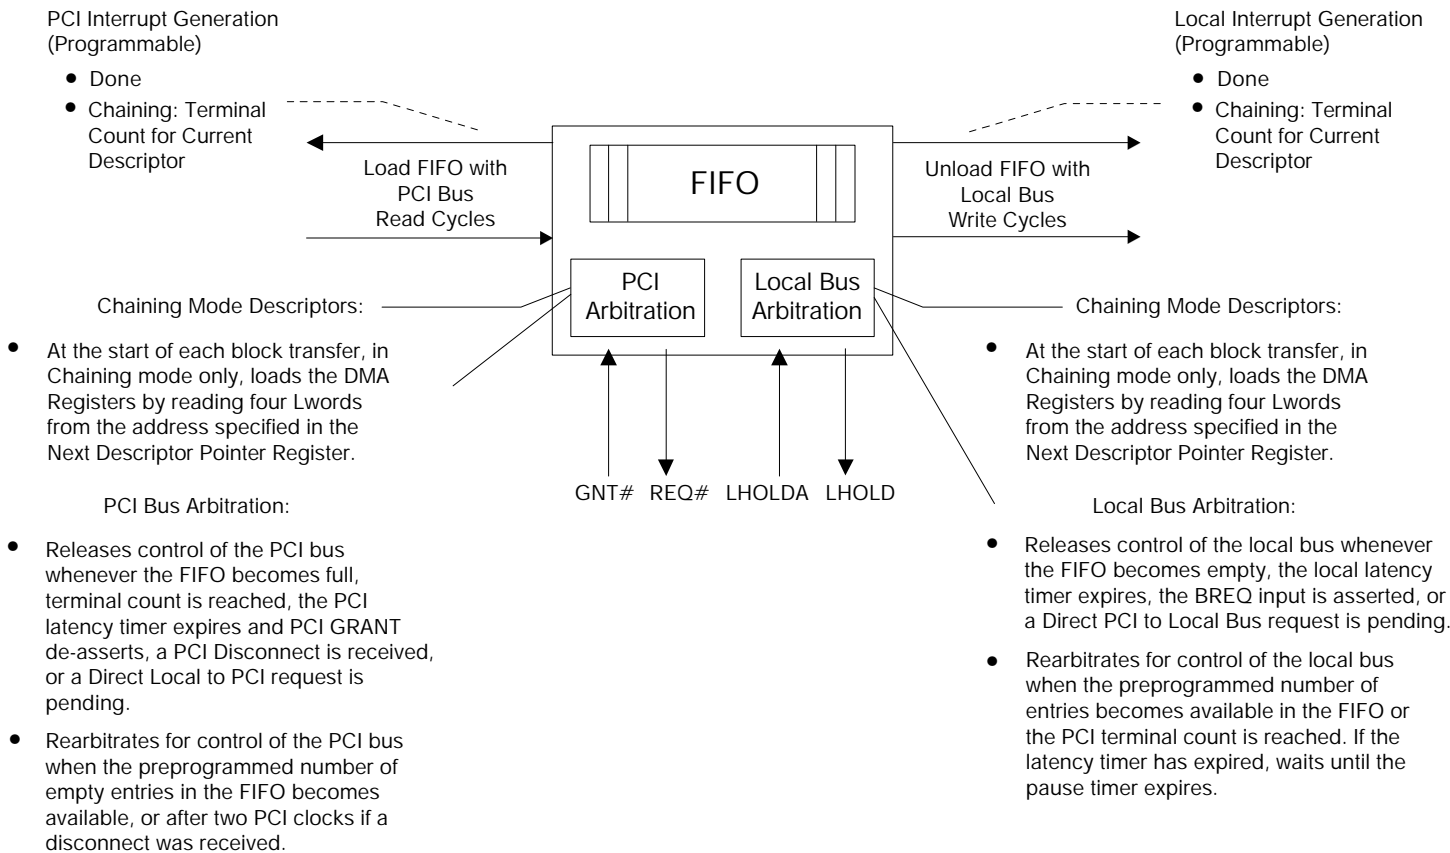 PCI Interrupt Generation
(Programmable)
• Done
• Chaining: Terminal
Count for Current
Descriptor
Load FIFO with
PCI Bus
Read Cycles
FIFO
Unload FIFO with
Local Bus
Write Cycles
Local Interrupt Generation
(Programmable)
• Done
• Chaining: Terminal
Count for Current
Descriptor
PCI
Arbitration
Local Bus
Arbitration
GNT# REQ# LHOLDA LHOLD
Chaining Mode Descriptors:
• At the start of each block transfer, in
Chaining mode only, loads the DMA
Registers by reading four Lwords
from the address specified in the
Next Descriptor Pointer Register.
PCI Bus Arbitration:
• Releases control of the PCI bus
whenever the FIFO becomes full,
terminal count is reached, the PCI
latency timer expires and PCI GRANT
de-asserts, a PCI Disconnect is received,
or a Direct Local to PCI request is
pending.
• Rearbitrates for control of the PCI bus
when the preprogrammed number of
empty entries in the FIFO becomes
available, or after two PCI clocks if a
disconnect was received.
Chaining Mode Descriptors:
• At the start of each block transfer, in
Chaining mode only, loads the DMA
Registers by reading four Lwords
from the address specified in the
Next Descriptor Pointer Register.
Local Bus Arbitration:
• Releases control of the local bus whenever
the FIFO becomes empty, the local latency
timer expires, the BREQ input is asserted, or
a Direct PCI to Local Bus request is pending.
• Rearbitrates for control of the local bus
when the preprogrammed number of
entries becomes available in the FIFO or
the PCI terminal count is reached. If the
latency timer has expired, waits until the
pause timer expires.